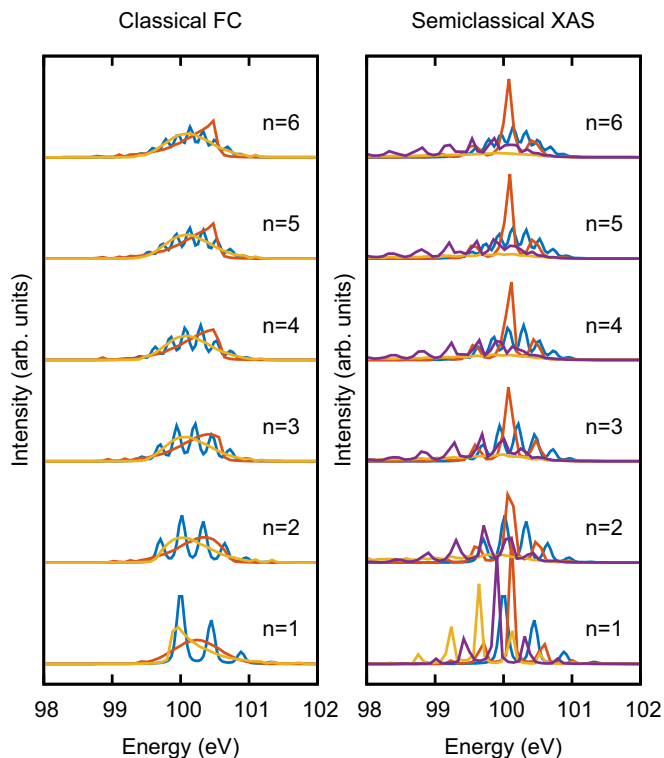 Classical FC
Semiclassical XAS
n=6
n=5
n=4
n=3
n=2
n=1
Intensity (arb. units)
98 99 100 101 102
Energy (eV)
n=6
n=5
n=4
n=3
n=2
n=1
Intensity (arb. units)
98 99 100 101 102
Energy (eV)